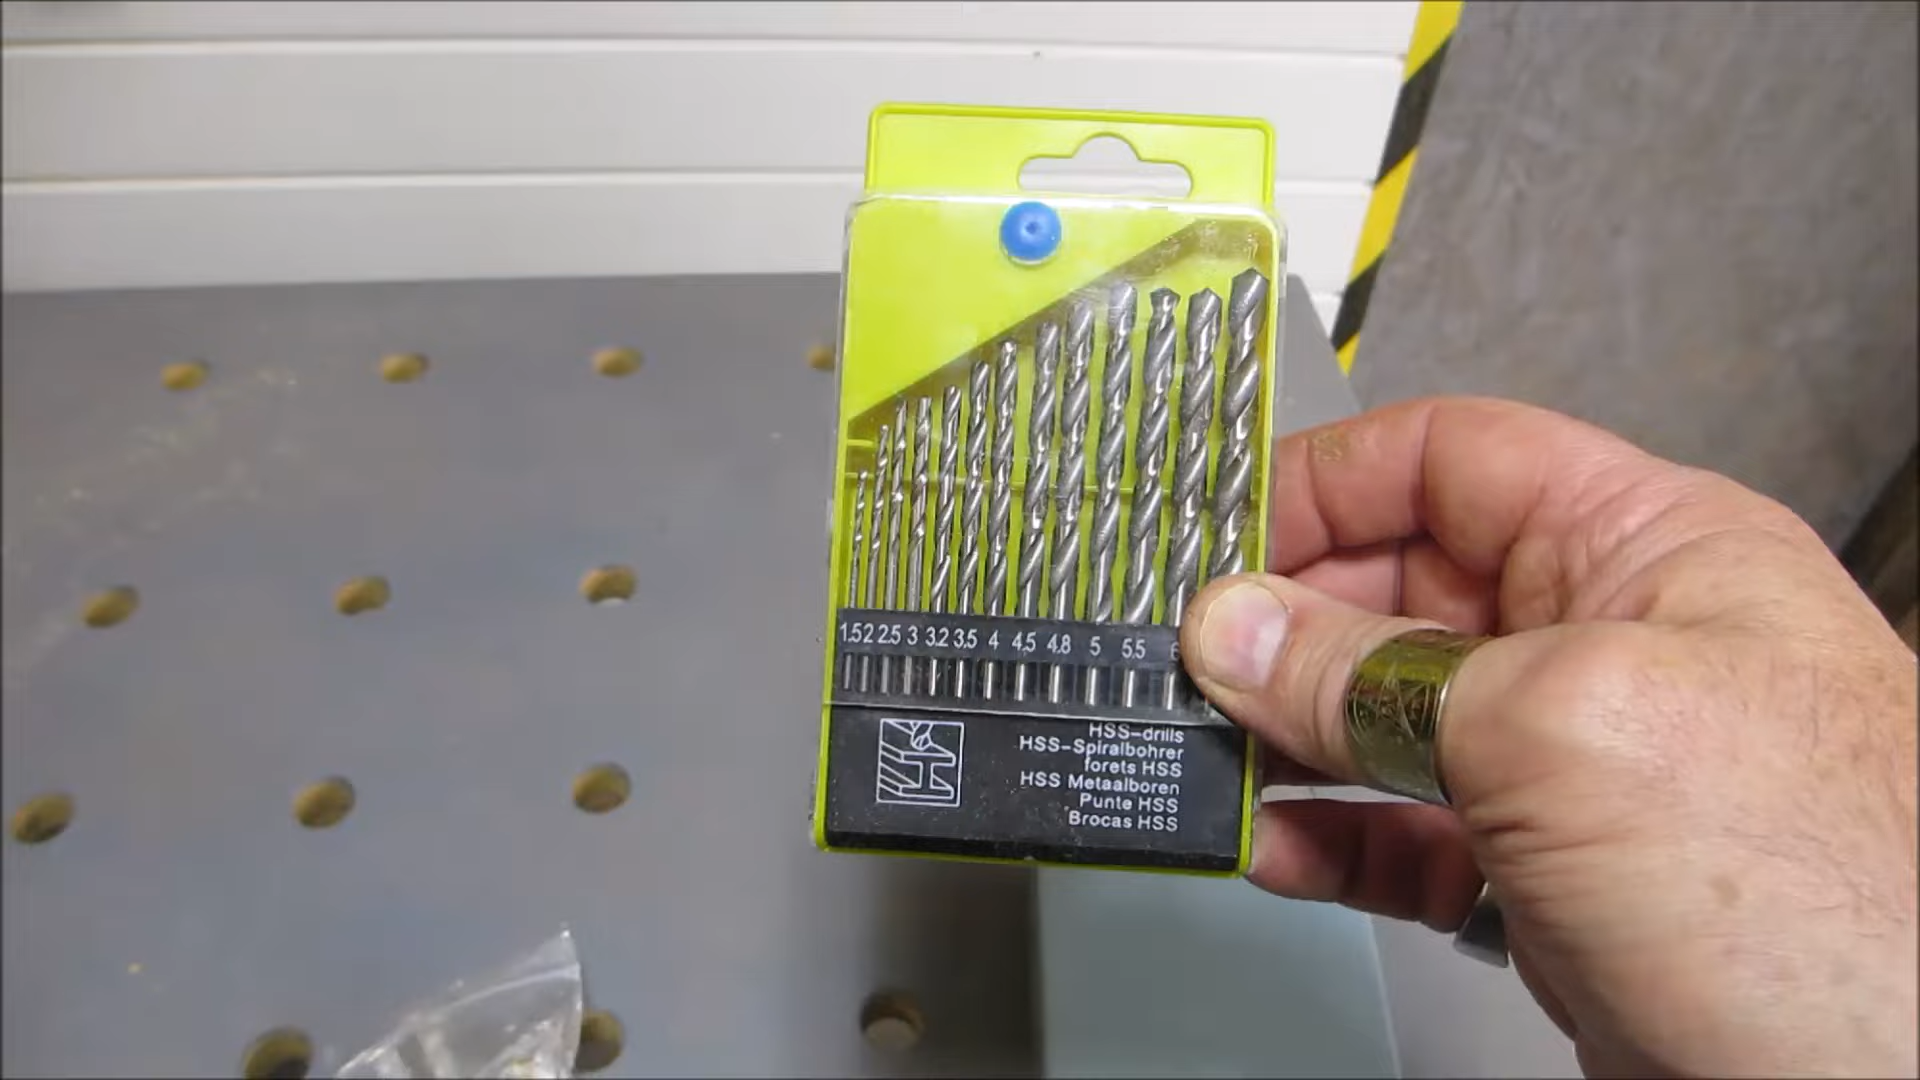 1.5 2 2.5 3 3.2 3.5 4 4.5 4.8 5 5.5
HSS-drills
HSS-Spiralbohrer
forets HSS
HSS Metaalboren
Punte HSS
Brocas HSS